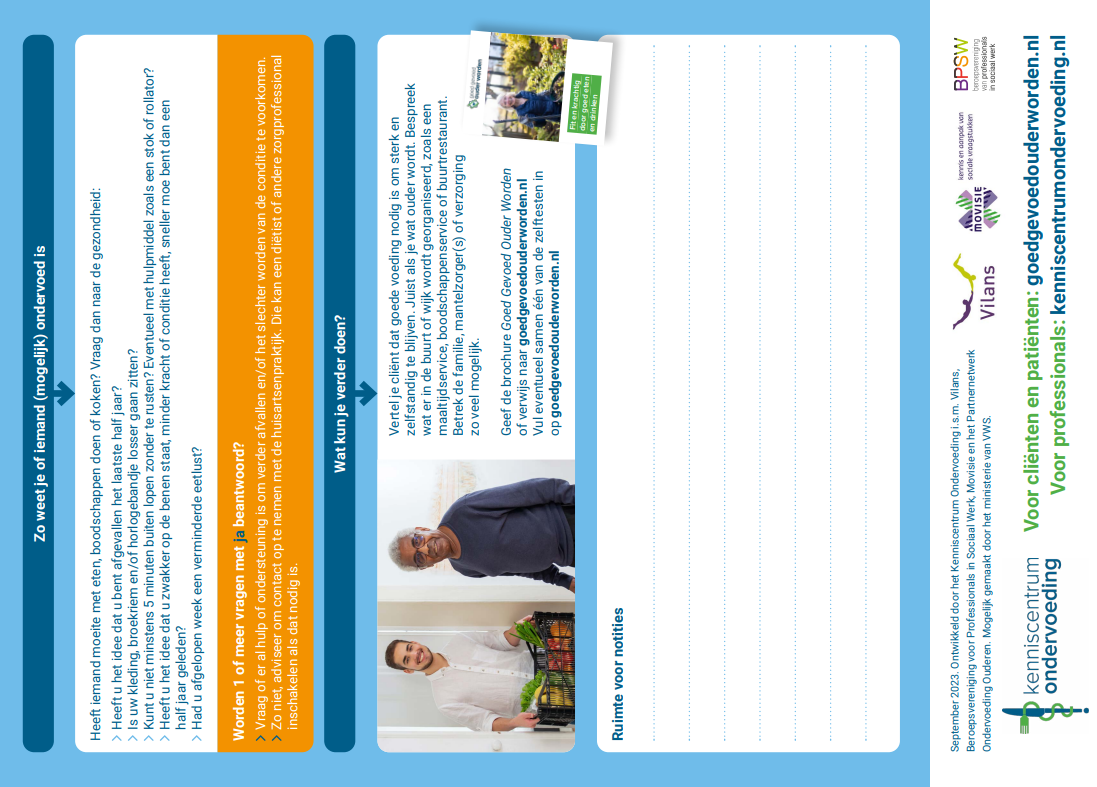 Zo weet je of iemand (mogelijk) ondervoed is
Heeft iemand moeite met eten, boodschappen doen of koken? Vraag dan naar de gezondheid:
> Heeft u het idee dat u bent afgevallen het laatste half jaar?
> Is uw kleding, broekriem en/of horlogebandje losser gaan zitten?
> Kunt u niet minstens 5 minuten buiten lopen zonder te rusten? Eventueel met hulpmiddel zoals een stok of rollator?
> Heeft u het idee dat u zwakker op de benen staat, minder kracht of conditie heeft, sneller moe bent dan een
half jaar geleden?
> Had u afgelopen week een verminderde eetlust?
Worden 1 of meer vragen met ja beantwoord?
> Vraag of er al hulp of ondersteuning is om verder afvallen en/of het slechter worden van de conditie te voorkomen.
> Zo niet, adviseer om contact op te nemen met de huisartsenpraktijk. Die kan een diëtist of andere zorgprofessional
inschakelen als dat nodig is.
Wat kun je verder doen?
Vertel je cliënt dat goede voeding nodig is om sterk en
zelfstandig te blijven. Juist als je wat ouder wordt. Bespreek
wat er in de buurt of wijk wordt georganiseerd, zoals een
maaltijdservice, boodschappenservice of buurtrestaurant.
Betrek de familie, mantelzorger(s) of verzorging
zo veel mogelijk.
Geef de brochure Goed Gevoed Ouder Worden
of verwijs naar goedgevoedouderworden.nl
Vul eventueel samen één van de zelftesten in
op goedgevoedouderworden.nl
goed gevoed
ouder worden
Fit en krachtig
door goed eten
en drinken
Ruimte voor notities
September 2023. Ontwikkeld door het Kenniscentrum Ondervoeding i.s.m. Vilans,
Beroepsvereniging voor Professionals in Sociaal Werk, Movisie en het Partnernetwerk
Ondervoeding Ouderen. Mogelijk gemaakt door het ministerie van VWS.
Vilans
MOVISIE
kennis en aanpak van
sociale vraagstukken
BPSW
beroepsvereniging
van professionals
in sociaal werk
kenniscentrum
ondervoeding
Voor cliënten en patiënten: goedgevoedouderworden.nl
Voor professionals: kenniscentrumondervoeding.nl